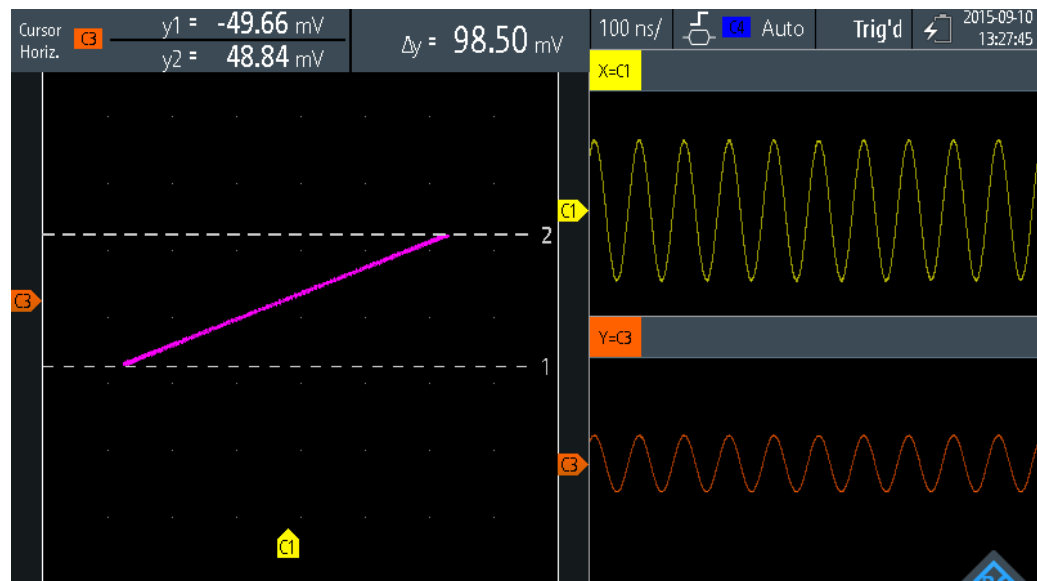 Cursor
Horiz.
C3
y1 = -49.66 mV
y2 = 48.84 mV
Δy = 98.50 mV
100 ns/
C4
Auto
Trig'd
2015-09-10
13:27:45
X=C1
C1
2
C3
Y=C3
1
C3
C1